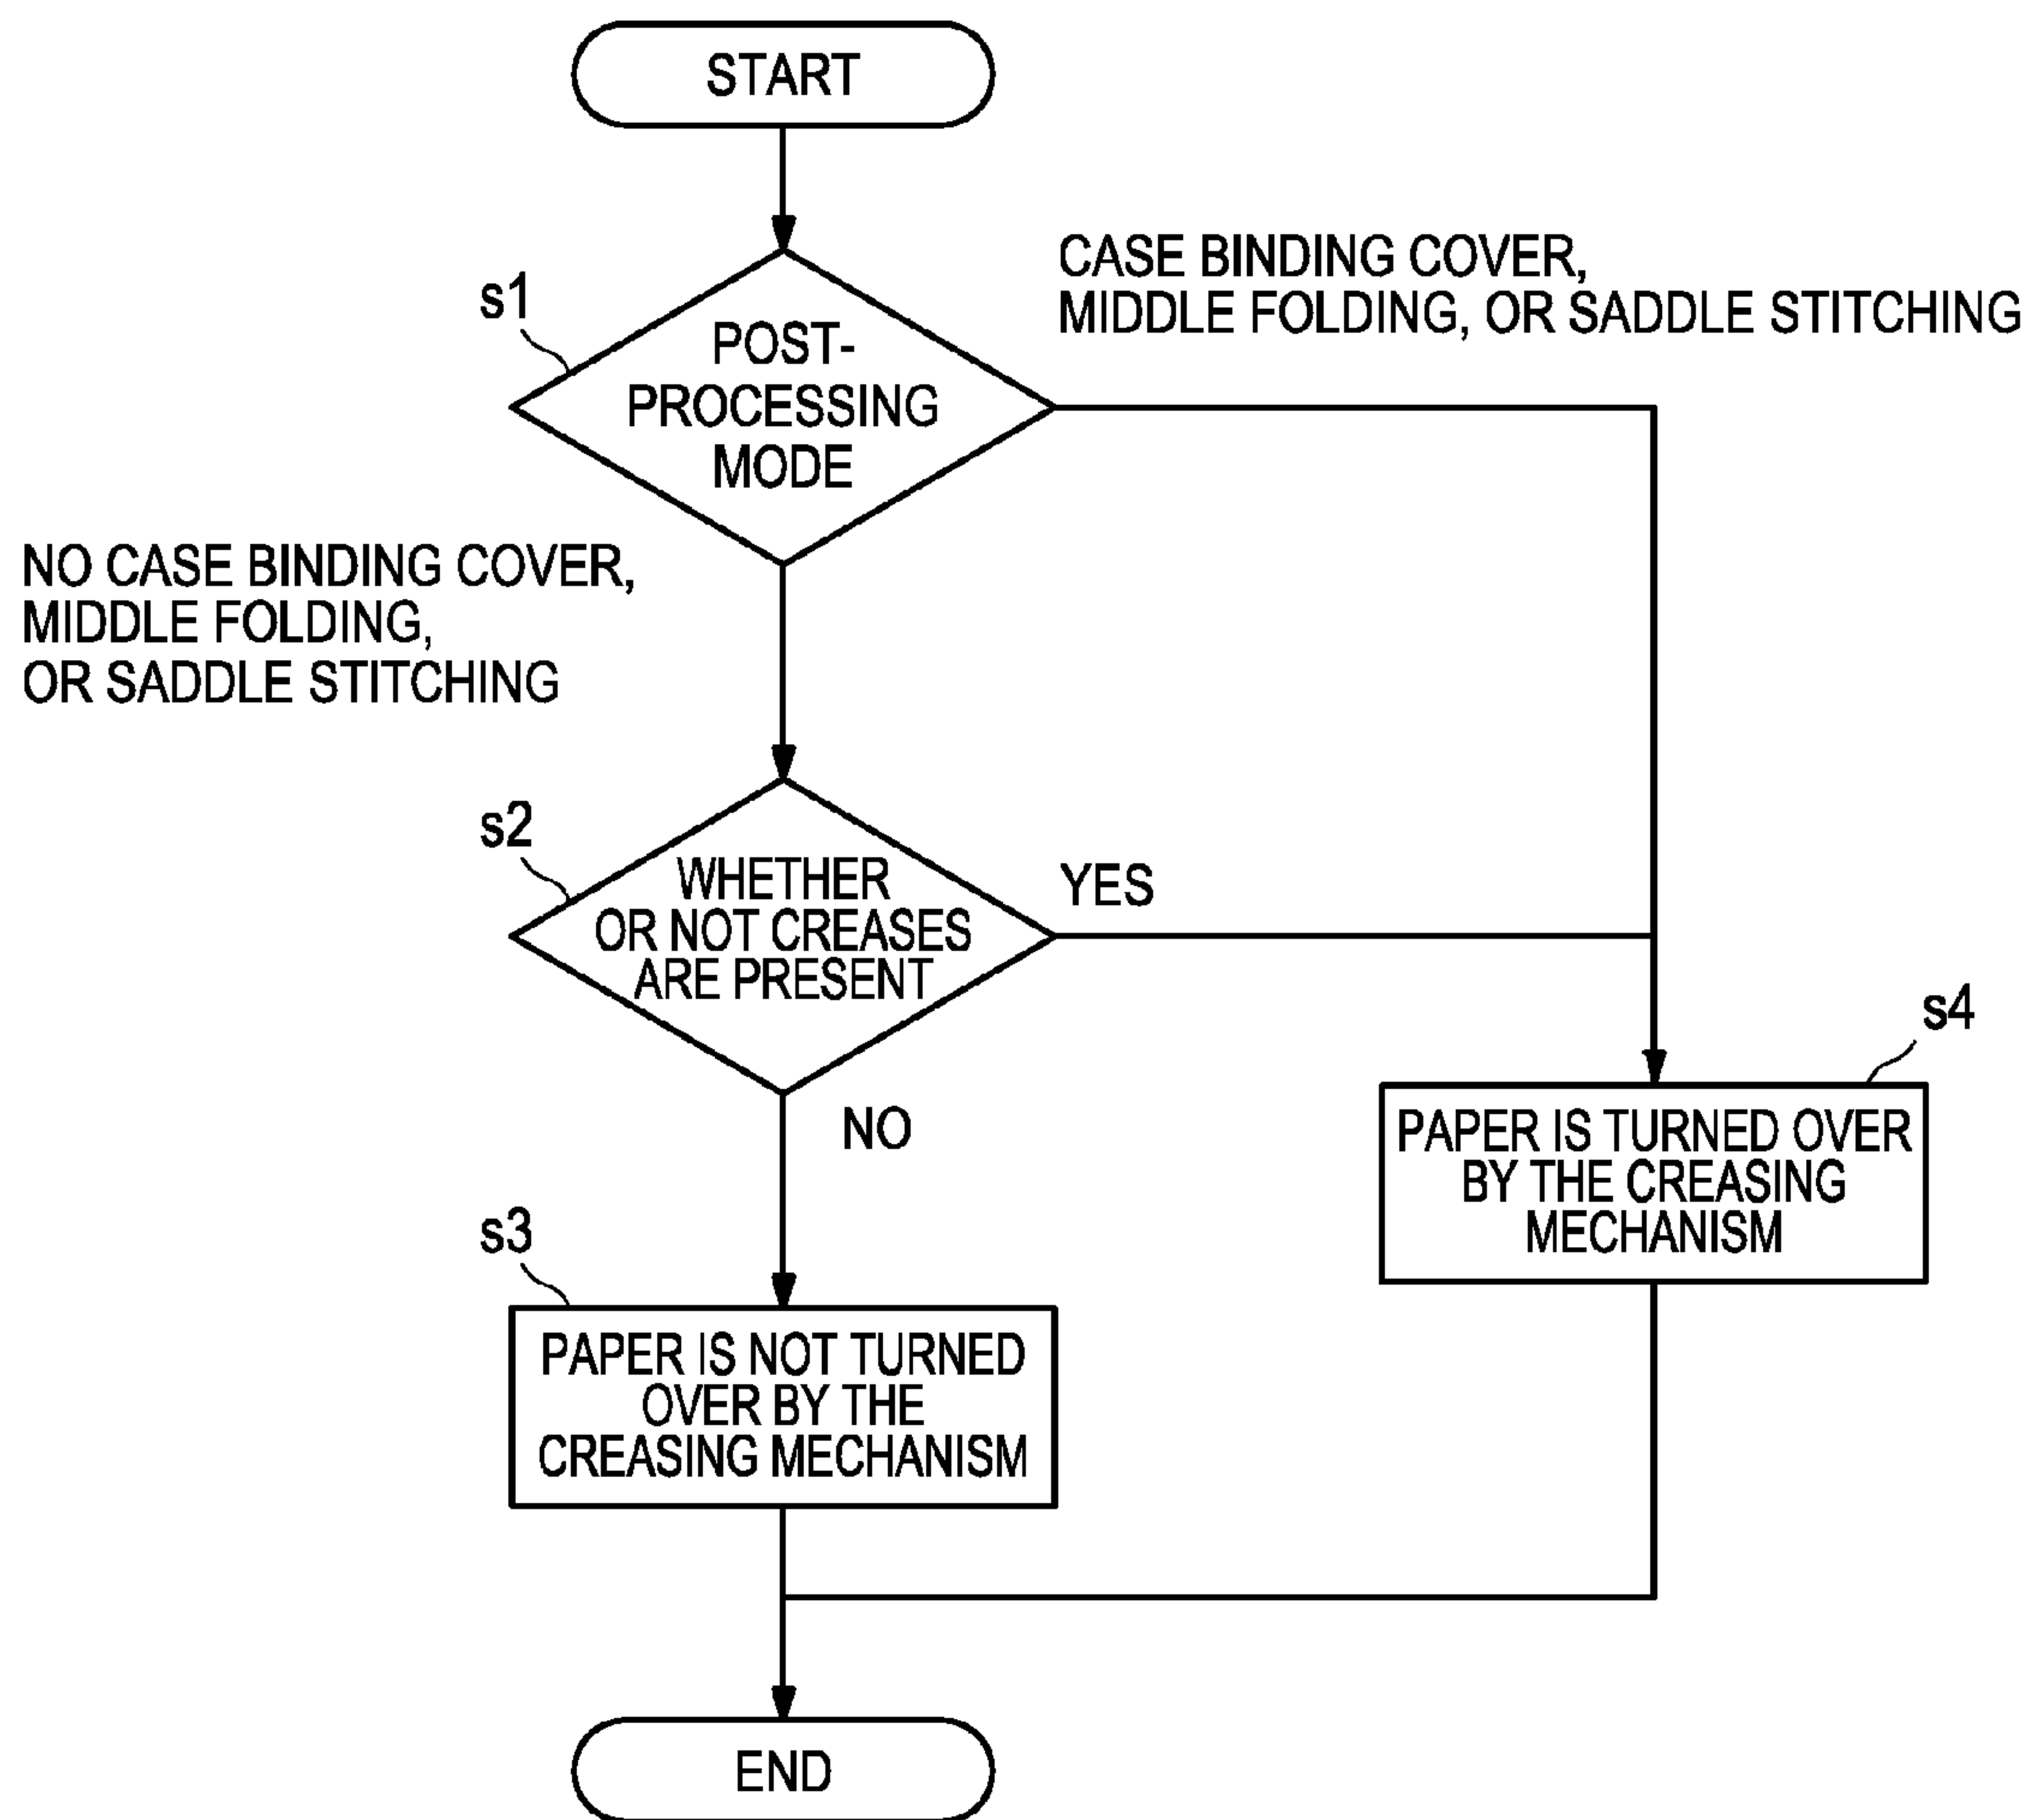 START
s1
POST-
PROCESSING
MODE
CASE BINDING COVER,
MIDDLE FOLDING, OR SADDLE STITCHING
NO CASE BINDING COVER,
MIDDLE FOLDING,
OR SADDLE STITCHING
s2
WHETHER
OR NOT CREASES
ARE PRESENT
YES
NO
s4
PAPER IS TURNED OVER
BY THE CREASING
MECHANISM
s3
PAPER IS NOT TURNED
OVER BY THE
CREASING MECHANISM
END